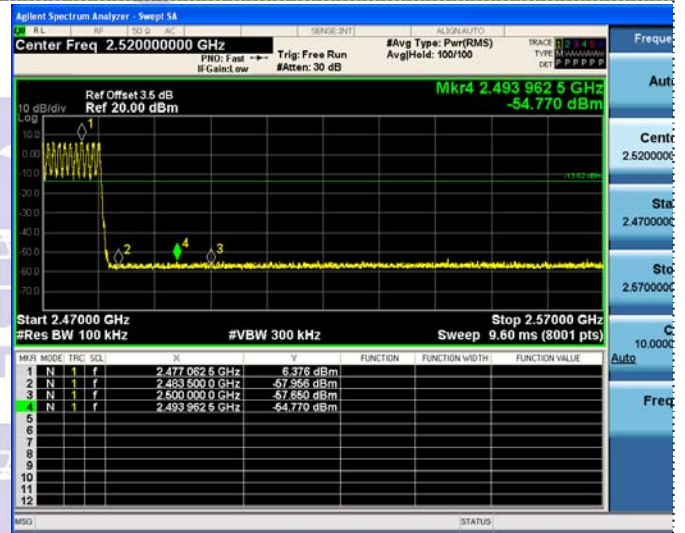 Agilent Spectrum Analyzer - Swept SA
RL RF 50 Ω AC SENSE:INT ALIGN AUTO
Center Freq 2.520000000 GHz
PNO: Fast
IFGain:Low
Trig: Free Run
#Atten: 30 dB
#Avg Type: Pwr(RMS)
Avg|Hold: 100/100
TRACE 1 2 3 4 5 6
TYPE M
DET P P P P P P
Ref Offset 3.5 dB
Ref 20.00 dBm
10 dB/div
Log
Mkr4 2.493 962 5 GHz
-54.770 dBm
10.0
0.00
-10.0
-20.0
-30.0
-40.0
-50.0
-60.0
-70.0
-13.62 dBm
1
2
4
3
Start 2.47000 GHz
Stop 2.57000 GHz
#Res BW 100 kHz
#VBW 300 kHz
Sweep 9.60 ms (8001 pts)
MKR MODE TRC SCL X Y FUNCTION FUNCTION WIDTH FUNCTION VALUE
1 N 1 f 2.477 062 5 GHz 6.376 dBm
2 N 1 f 2.483 500 0 GHz -57.956 dBm
3 N 1 f 2.500 000 0 GHz -57.650 dBm
4 N 1 f 2.493 962 5 GHz -54.770 dBm
5
6
7
8
9
10
11
12
MSG
STATUS
Freque
Aut
Cent
2.5200000
Sta
2.4700000
Sto
2.5700000
C
10.0000
Auto
Freq